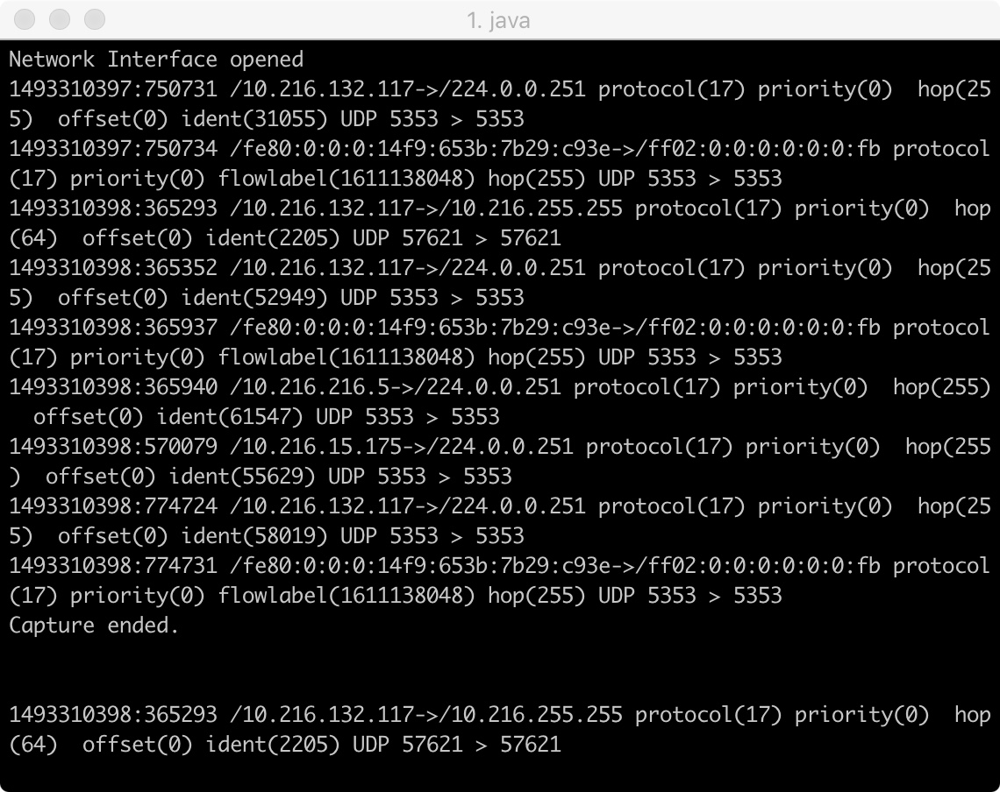 1. java
Network Interface opened
1493310397:750731 /10.216.132.117->/224.0.0.251 protocol(17) priority(0)  hop(25
5)  offset(0) ident(31055) UDP 5353 > 5353
1493310397:750734 /fe80:0:0:0:14f9:653b:7b29:c93e->/ff02:0:0:0:0:0:0:fb protocol
(17) priority(0) flowlabel(1611138048) hop(255) UDP 5353 > 5353
1493310398:365293 /10.216.132.117->/10.216.255.255 protocol(17) priority(0)  hop
(64)  offset(0) ident(2205) UDP 57621 > 57621
1493310398:365352 /10.216.132.117->/224.0.0.251 protocol(17) priority(0)  hop(25
5)  offset(0) ident(52949) UDP 5353 > 5353
1493310398:365937 /fe80:0:0:0:14f9:653b:7b29:c93e->/ff02:0:0:0:0:0:0:fb protocol
(17) priority(0) flowlabel(1611138048) hop(255) UDP 5353 > 5353
1493310398:365940 /10.216.216.5->/224.0.0.251 protocol(17) priority(0)  hop(255)
  offset(0) ident(61547) UDP 5353 > 5353
1493310398:570079 /10.216.15.175->/224.0.0.251 protocol(17) priority(0)  hop(255
)  offset(0) ident(55629) UDP 5353 > 5353
1493310398:774724 /10.216.132.117->/224.0.0.251 protocol(17) priority(0)  hop(25
5)  offset(0) ident(58019) UDP 5353 > 5353
1493310398:774731 /fe80:0:0:0:14f9:653b:7b29:c93e->/ff02:0:0:0:0:0:0:fb protocol
(17) priority(0) flowlabel(1611138048) hop(255) UDP 5353 > 5353
Capture ended.
1493310398:365293 /10.216.132.117->/10.216.255.255 protocol(17) priority(0)  hop
(64)  offset(0) ident(2205) UDP 57621 > 57621